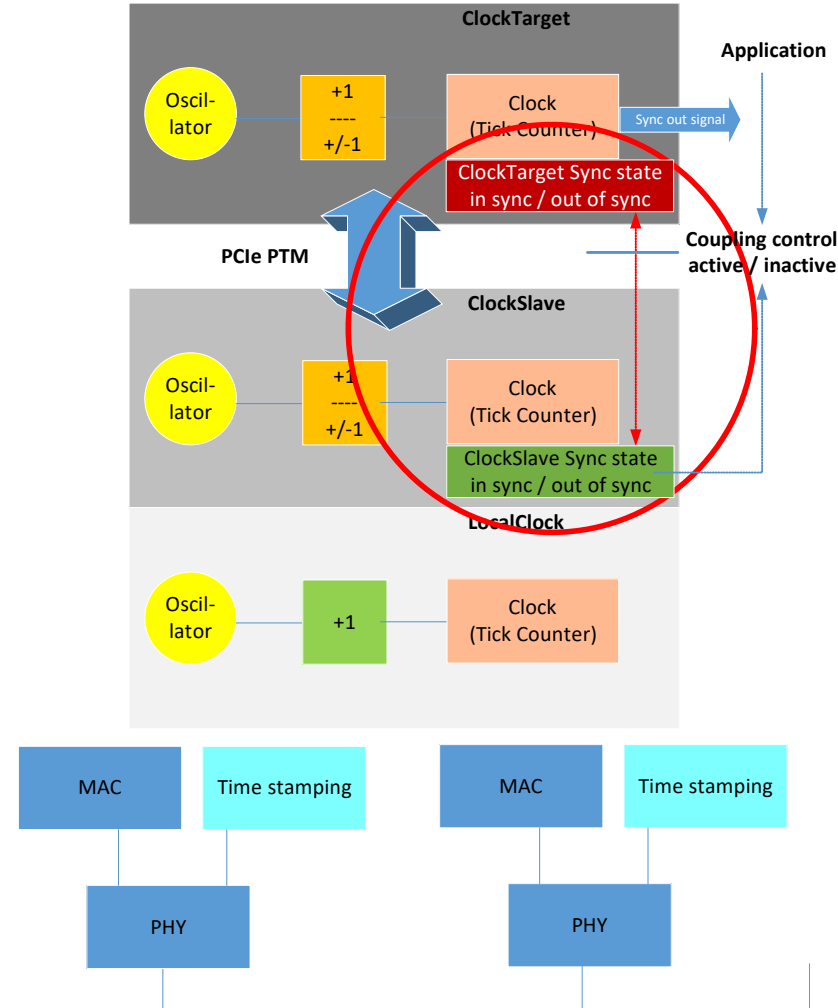 ClockTarget
Application
Oscil-
lator
+1
----
+/-1
Clock
(Tick Counter)
Sync out signal
ClockTarget Sync state
in sync / out of sync
PCIe PTM
Coupling control
active / inactive
ClockSlave
Oscil-
lator
+1
----
+/-1
Clock
(Tick Counter)
ClockSlave Sync state
in sync / out of sync
LocalClock
Oscil-
lator
+1
Clock
(Tick Counter)
MAC
Time stamping
MAC
Time stamping
PHY
PHY